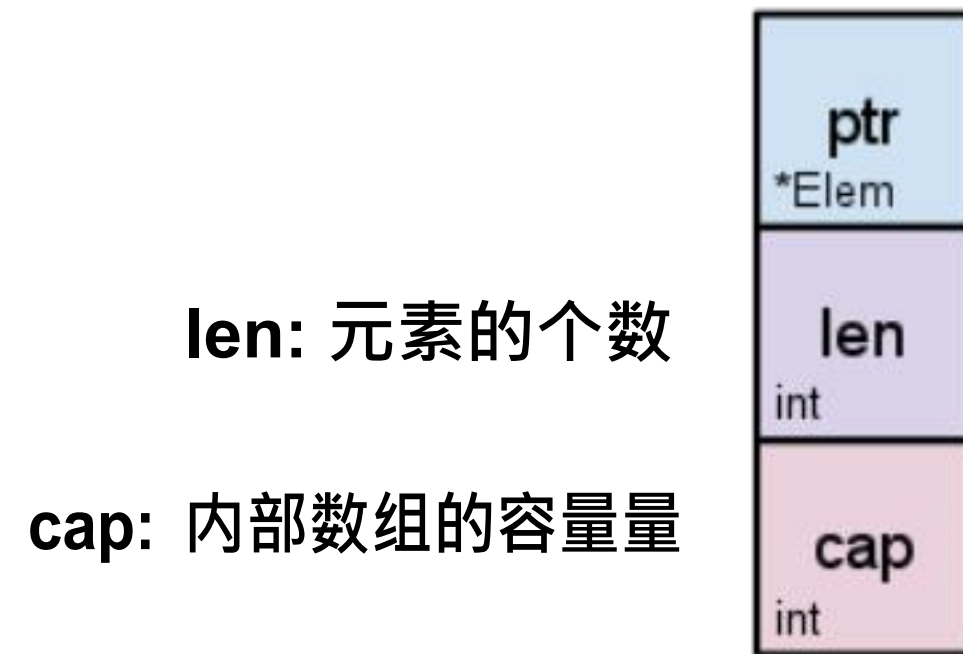 ptr
*Elem
len: 元素的个数
len
int
cap: 内部数组的容量量
cap
int